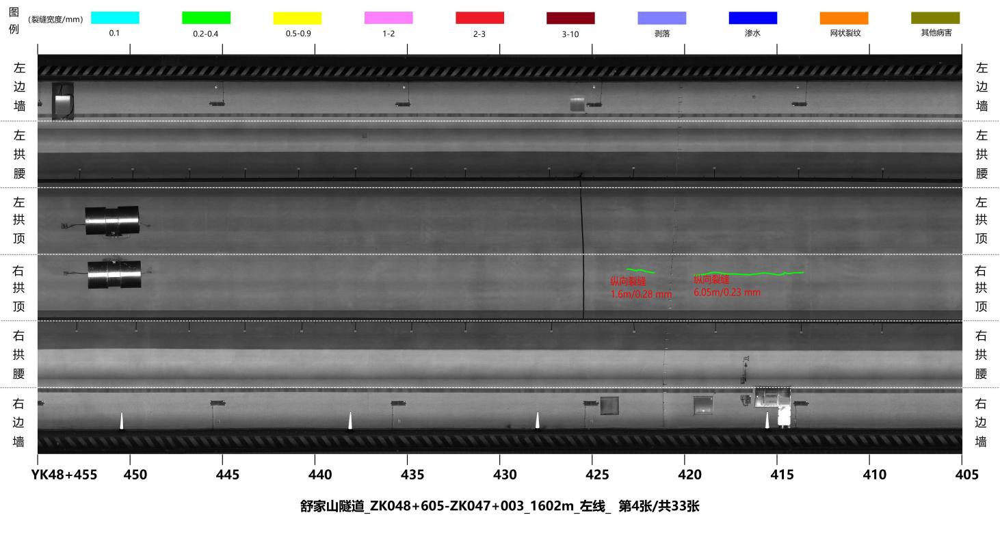 图例
(裂缝宽度/mm)
0.1
0.2-0.4
0.5-0.9
1-2
2-3
3-10
剥落
渗水
网状裂纹
其他病害
左边墙
左边墙
左拱腰
左拱腰
左拱顶
左拱顶
右拱顶
纵向裂缝
1.6m/0.28 mm
纵向裂缝
6.05m/0.23 mm
右拱顶
右拱腰
右拱腰
右边墙
右边墙
YK48+455 450 445 440 435 430 425 420 415 410 405
舒家山隧道_ZK048+605-ZK047+003_1602m_左线_ 第4张/共33张